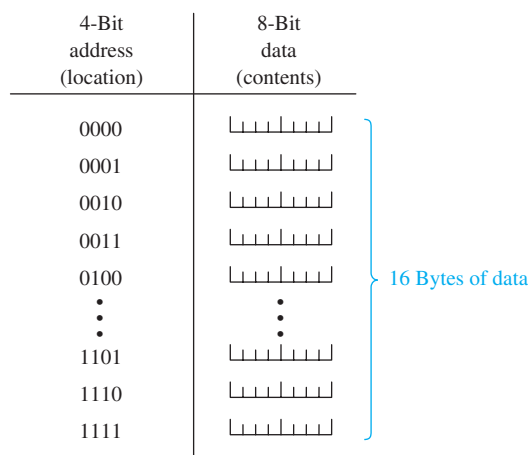 4-Bit address (location)
8-Bit data (contents)
0000
0001
0010
0011
0100
1101
1110
1111
16 Bytes of data